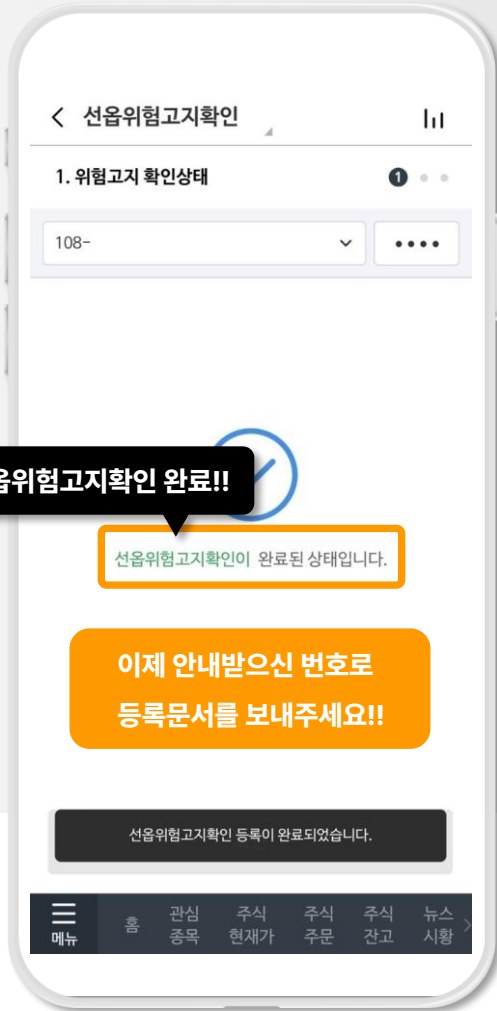 선옵위험고지확인
1. 위험고지 확인상태
1
108-
옵위험고지확인 완료!!
선옵위험고지확인이 완료된 상태입니다.
이제 안내받으신 번호로
등록문서를 보내주세요!!
선옵위험고지확인 등록이 완료되었습니다.
메뉴
홈
관심
종목
주식
현재가
주식
주문
주식
잔고
뉴스
시황